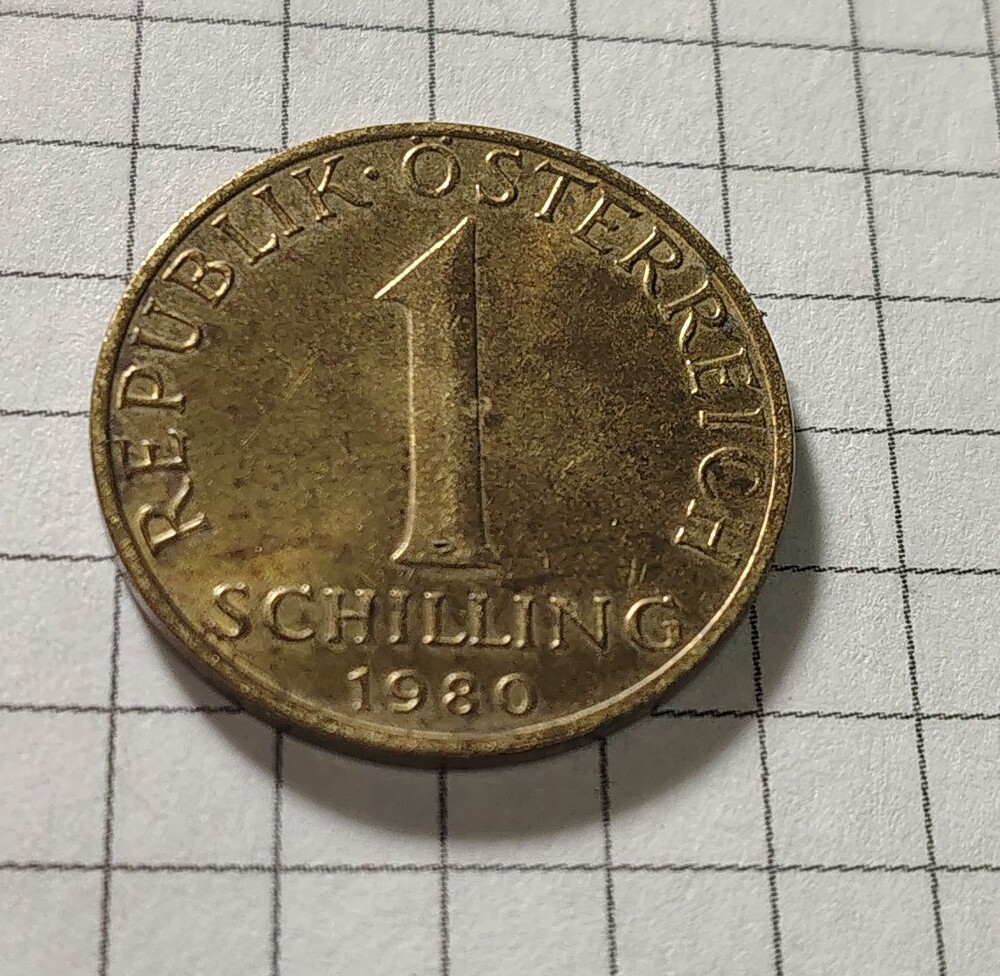 REPUBLIK·ÖSTERREICH
1
SCHILLING
1980